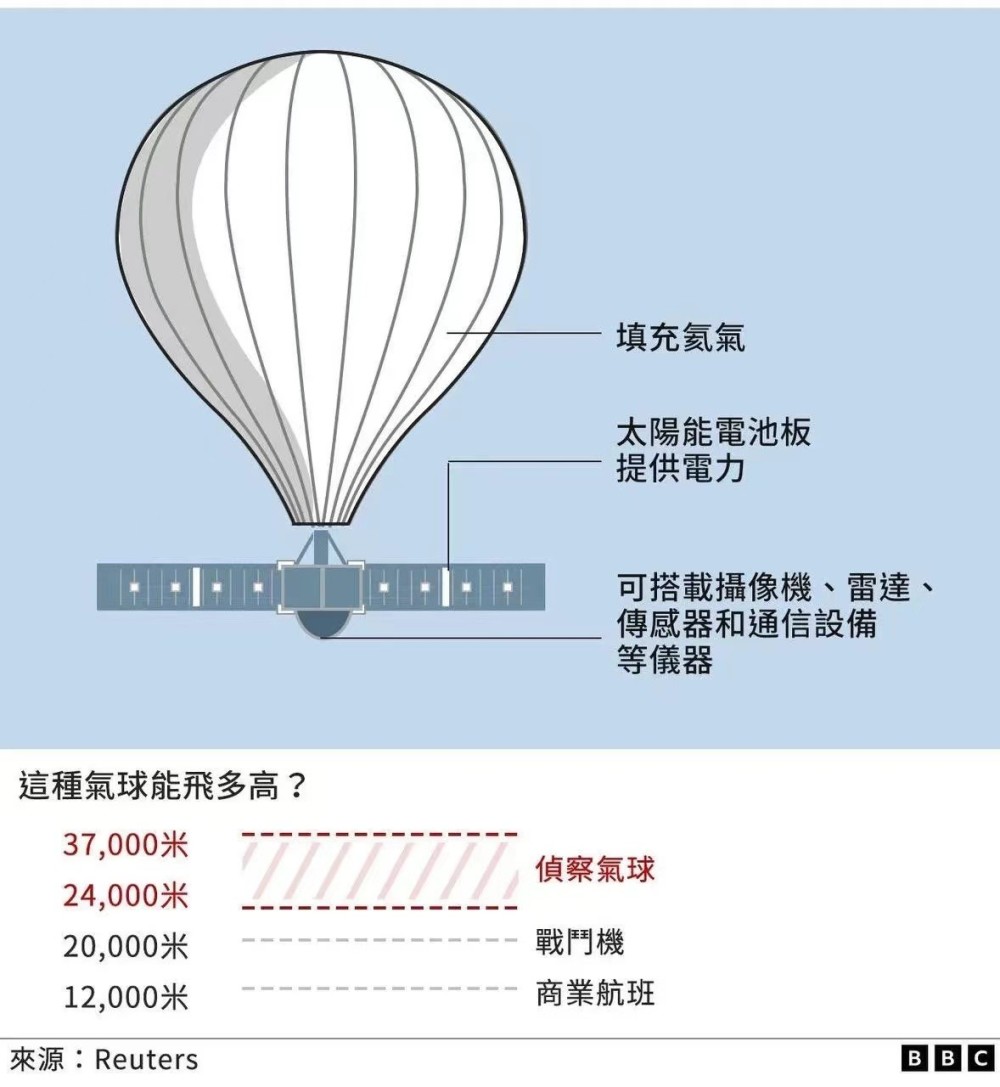 填充氦氣
太陽能電池板
提供電力
可搭載攝像機、雷達、
傳感器和通信設備
等儀器
這種氣球能飛多高？
37,000米
24,000米
偵察氣球
20,000米
戰鬥機
12,000米
商業航班
來源：Reuters
BBC